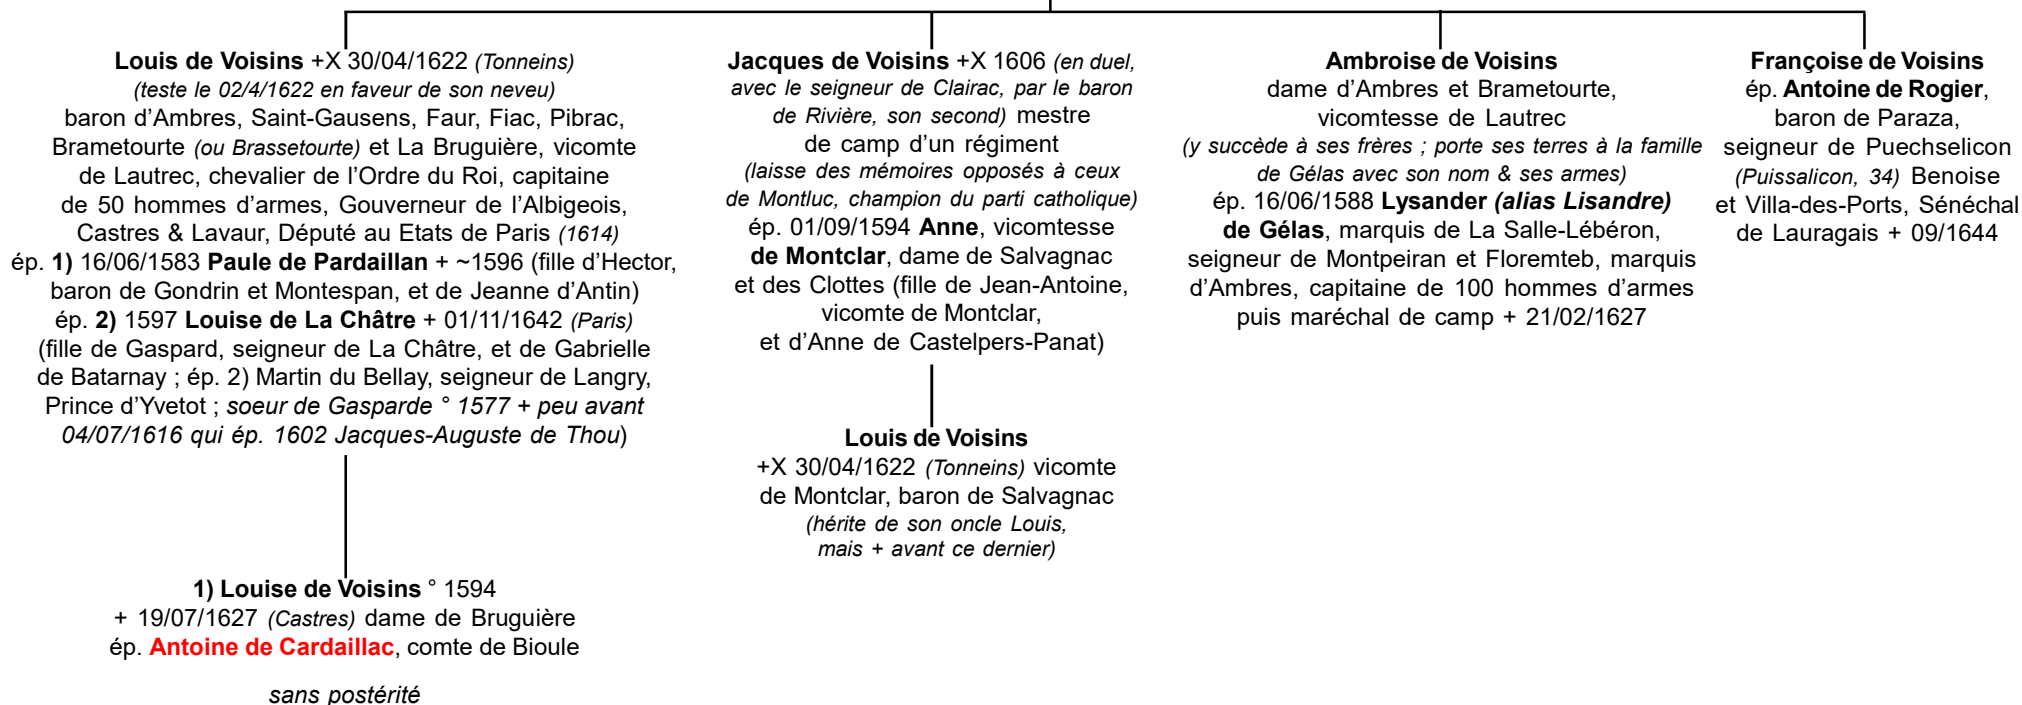 Louis de Voisins +X 30/04/1622 (Tonneins)
(teste le 02/4/1622 en faveur de son neveu)
baron d’Ambres, Saint-Gausens, Faur, Fiac, Pibrac,
Brametourte (ou Brassetourte) et La Bruguière, vicomte
de Lautrec, chevalier de l’Ordre du Roi, capitaine
de 50 hommes d’armes, Gouverneur de l’Albigeois,
Castres & Lavaur, Député au Etats de Paris (1614)
ép. 1) 16/06/1583 Paule de Pardaillan + ~1596 (fille d’Hector,
baron de Gondrin et Montespan, et de Jeanne d’Antin)
ép. 2) 1597 Louise de La Châtre + 01/11/1642 (Paris)
(fille de Gaspard, seigneur de La Châtre, et de Gabrielle
de Batarnay ; ép. 2) Martin du Bellay, seigneur de Langry,
Prince d’Yvetot ; soeur de Gasparde ° 1577 + peu avant
04/07/1616 qui ép. 1602 Jacques-Auguste de Thou)
Jacques de Voisins +X 1606 (en duel,
avec le seigneur de Clairac, par le baron
de Rivière, son second) mestre
de camp d’un régiment
(laisse des mémoires opposés à ceux
de Montluc, champion du parti catholique)
ép. 01/09/1594 Anne, vicomtesse
de Montclar, dame de Salvagnac
et des Clottes (fille de Jean-Antoine,
vicomte de Montclar,
et d’Anne de Castelpers-Panat)
Ambroise de Voisins
dame d’Ambres et Brametourte,
vicomtesse de Lautrec
(y succède à ses frères ; porte ses terres à la famille
de Gélas avec son nom & ses armes)
ép. 16/06/1588 Lysander (alias Lisandre)
de Gélas, marquis de La Salle-Lébéron,
seigneur de Montpeiran et Floremteb, marquis
d’Ambres, capitaine de 100 hommes d’armes
puis maréchal de camp + 21/02/1627
Françoise de Voisins
ép. Antoine de Rogier,
baron de Paraza,
seigneur de Puechselicon
(Puissalicon, 34) Benoise
et Villa-des-Ports, Sénéchal
de Lauragais + 09/1644
Louis de Voisins
+X 30/04/1622 (Tonneins) vicomte
de Montclar, baron de Salvagnac
(hérite de son oncle Louis,
mais + avant ce dernier)
1) Louise de Voisins ° 1594
+ 19/07/1627 (Castres) dame de Bruguière
ép. Antoine de Cardaillac, comte de Bioule
sans postérité